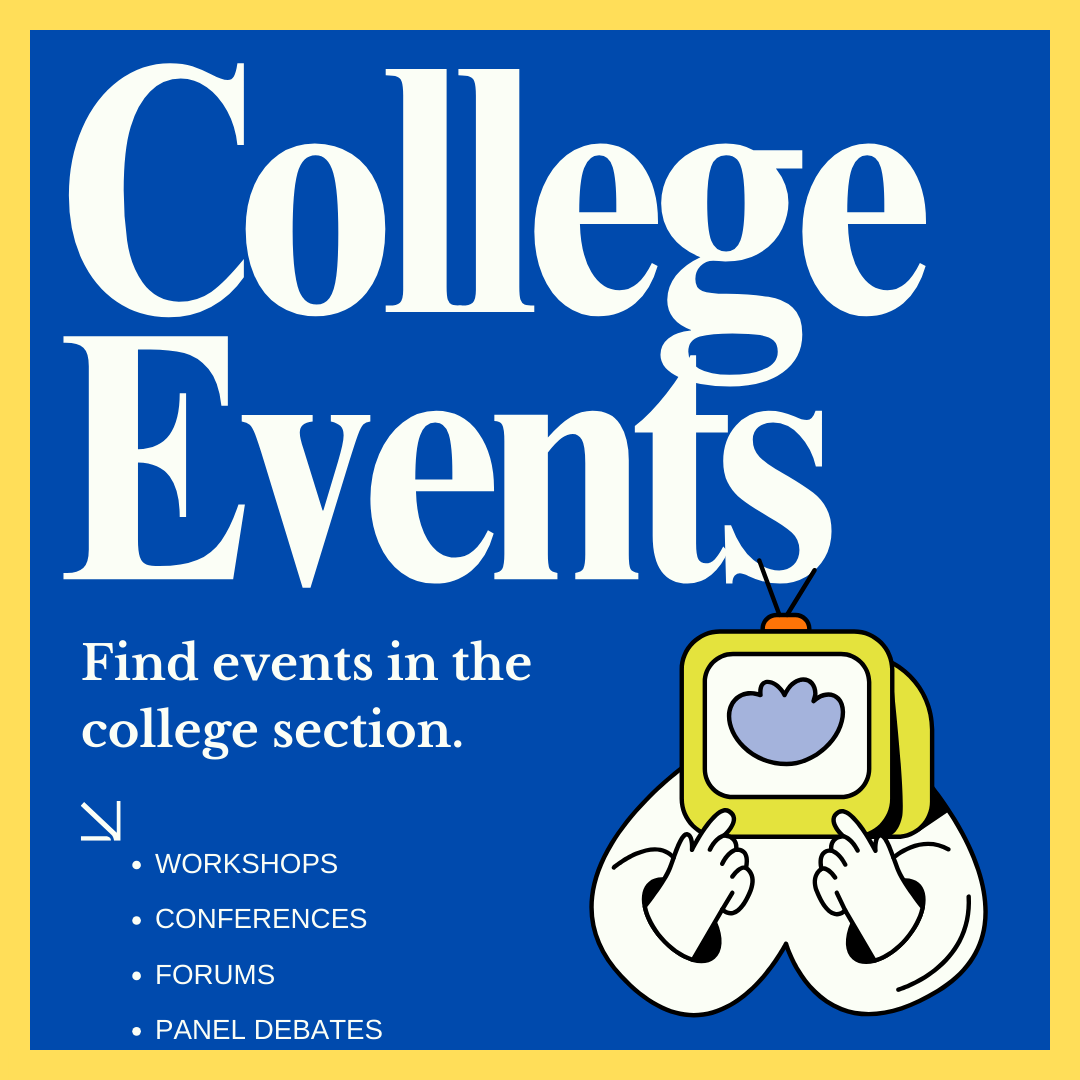 College
Events
Find events in the
college section.
• WORKSHOPS
• CONFERENCES
• FORUMS
• PANEL DEBATES